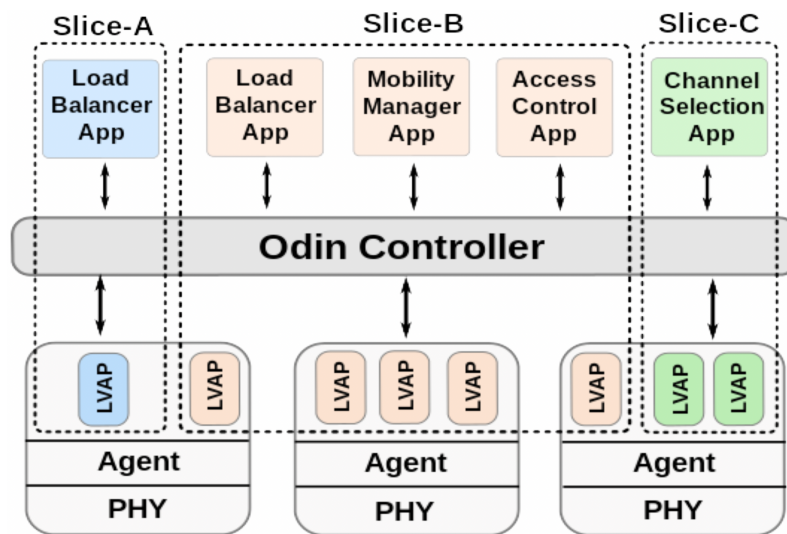 Slice-A
Slice-B
Slice-C
Load
Balancer
App
Load
Balancer
App
Mobility
Manager
App
Access
Control
App
Channel
Selection
App
Odin Controller
LVAP
LVAP
LVAP
LVAP
LVAP
LVAP
LVAP
LVAP
Agent
Agent
Agent
PHY
PHY
PHY